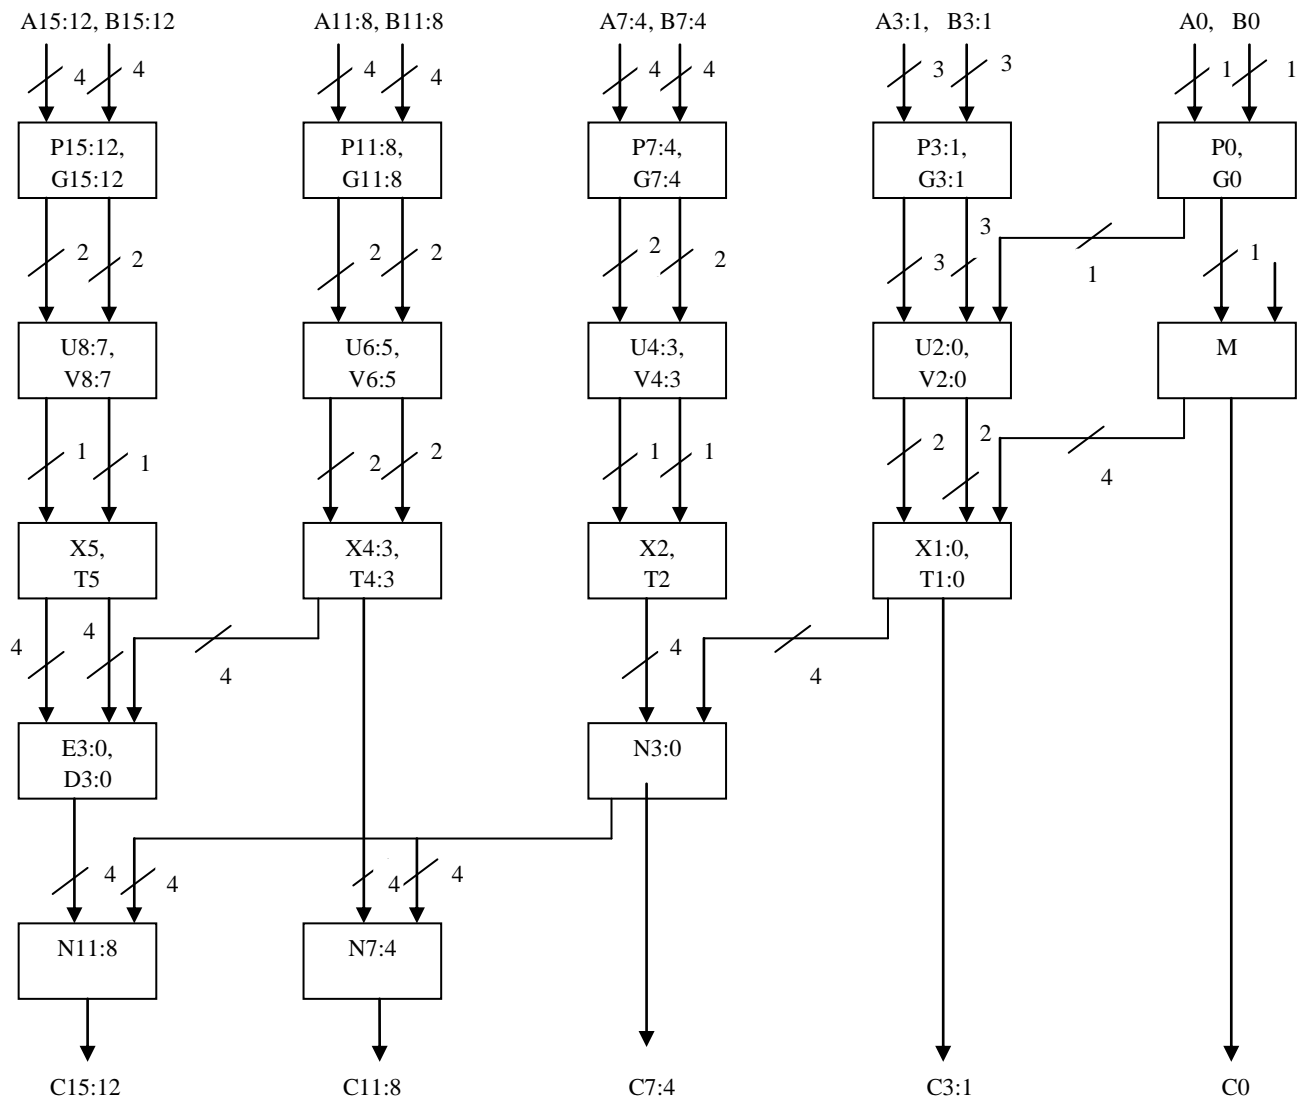 A15:12, B15:12 A11:8, B11:8 A7:4, B7:4 A3:1, B3:1 A0, B0
4 4 4 4 4 4 3 3 1 1
P15:12, P11:8, P7:4, P3:1, P0,
G15:12 G11:8 G7:4 G3:1 G0
2 2 2 2 2 2 3 3 1 1
U8:7, U6:5, U4:3, U2:0, M
V8:7 V6:5 V4:3 V2:0
1 1 2 2 1 1 2 2 4
X5, X4:3, X2, X1:0,
T5 T4:3 T2 T1:0
4 4 4 4 4
E3:0, N3:0
D3:0
4 4 4 4
N11:8 N7:4
C15:12 C11:8 C7:4 C3:1 C0